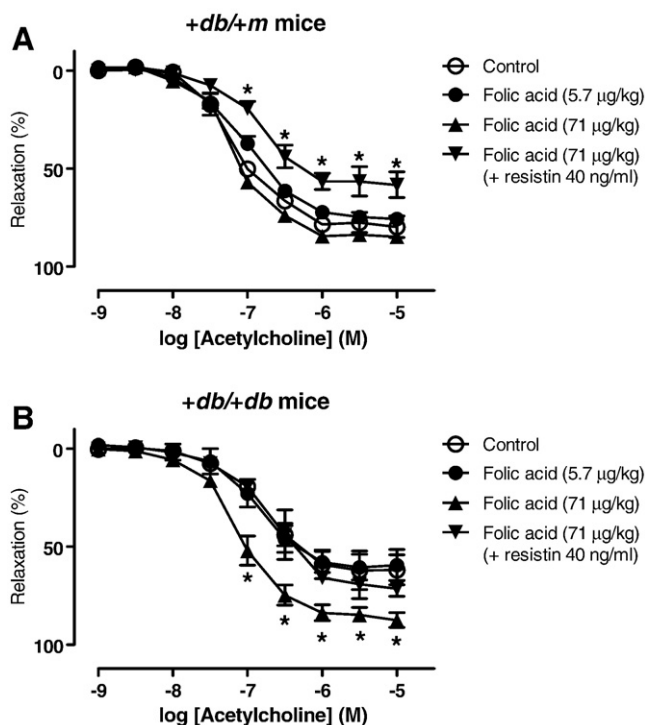 A
+db/+m mice
0
50
100
Relaxation (%)
* * * * *
-9 -8 -7 -6 -5
log [Acetylcholine] (M)
Control
Folic acid (5.7 μg/kg)
Folic acid (71 μg/kg)
Folic acid (71 μg/kg)
(+ resistin 40 ng/ml)
B
+db/+db mice
0
50
100
Relaxation (%)
* * * * *
-9 -8 -7 -6 -5
log [Acetylcholine] (M)
Control
Folic acid (5.7 μg/kg)
Folic acid (71 μg/kg)
Folic acid (71 μg/kg)
(+ resistin 40 ng/ml)